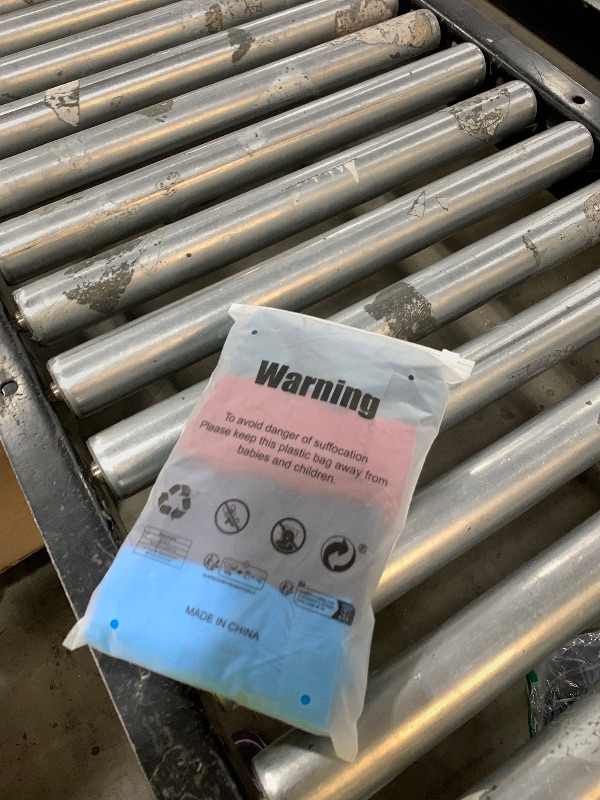 Warning
To avoid danger of suffocation
Please keep this plastic bag away from
babies and children.
®
MADE IN CHINA